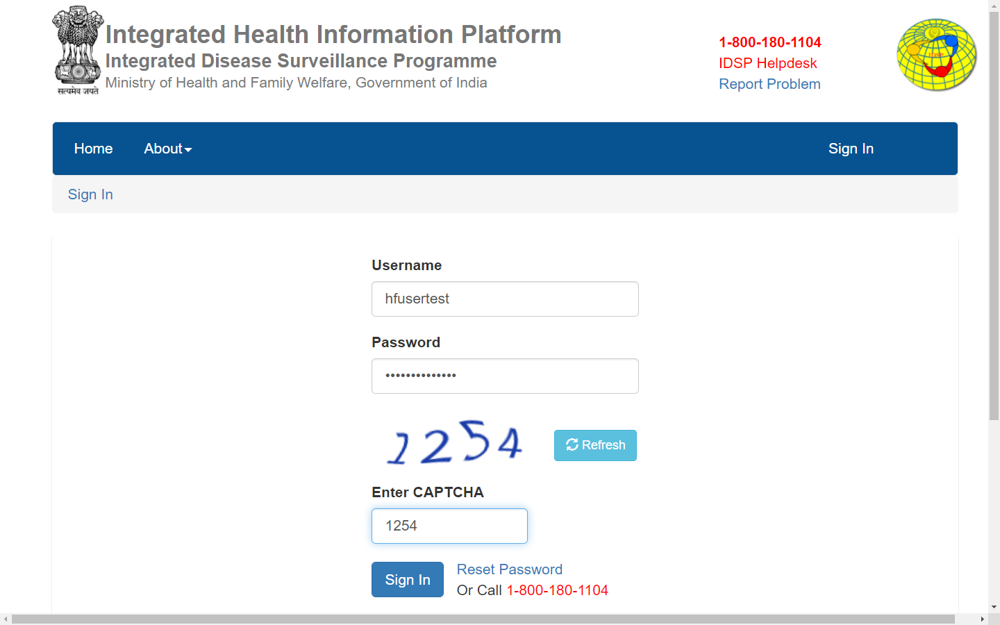 Integrated Health Information Platform
Integrated Disease Surveillance Programme
Ministry of Health and Family Welfare, Government of India
सत्यमेव जयते
1-800-180-1104
IDSP Helpdesk
Report Problem
IDSP
Home About Sign In
Sign In
Username
hfusertest
Password
••••••••••••••
1254
Refresh
Enter CAPTCHA
1254
Sign In
Reset Password
Or Call 1-800-180-1104